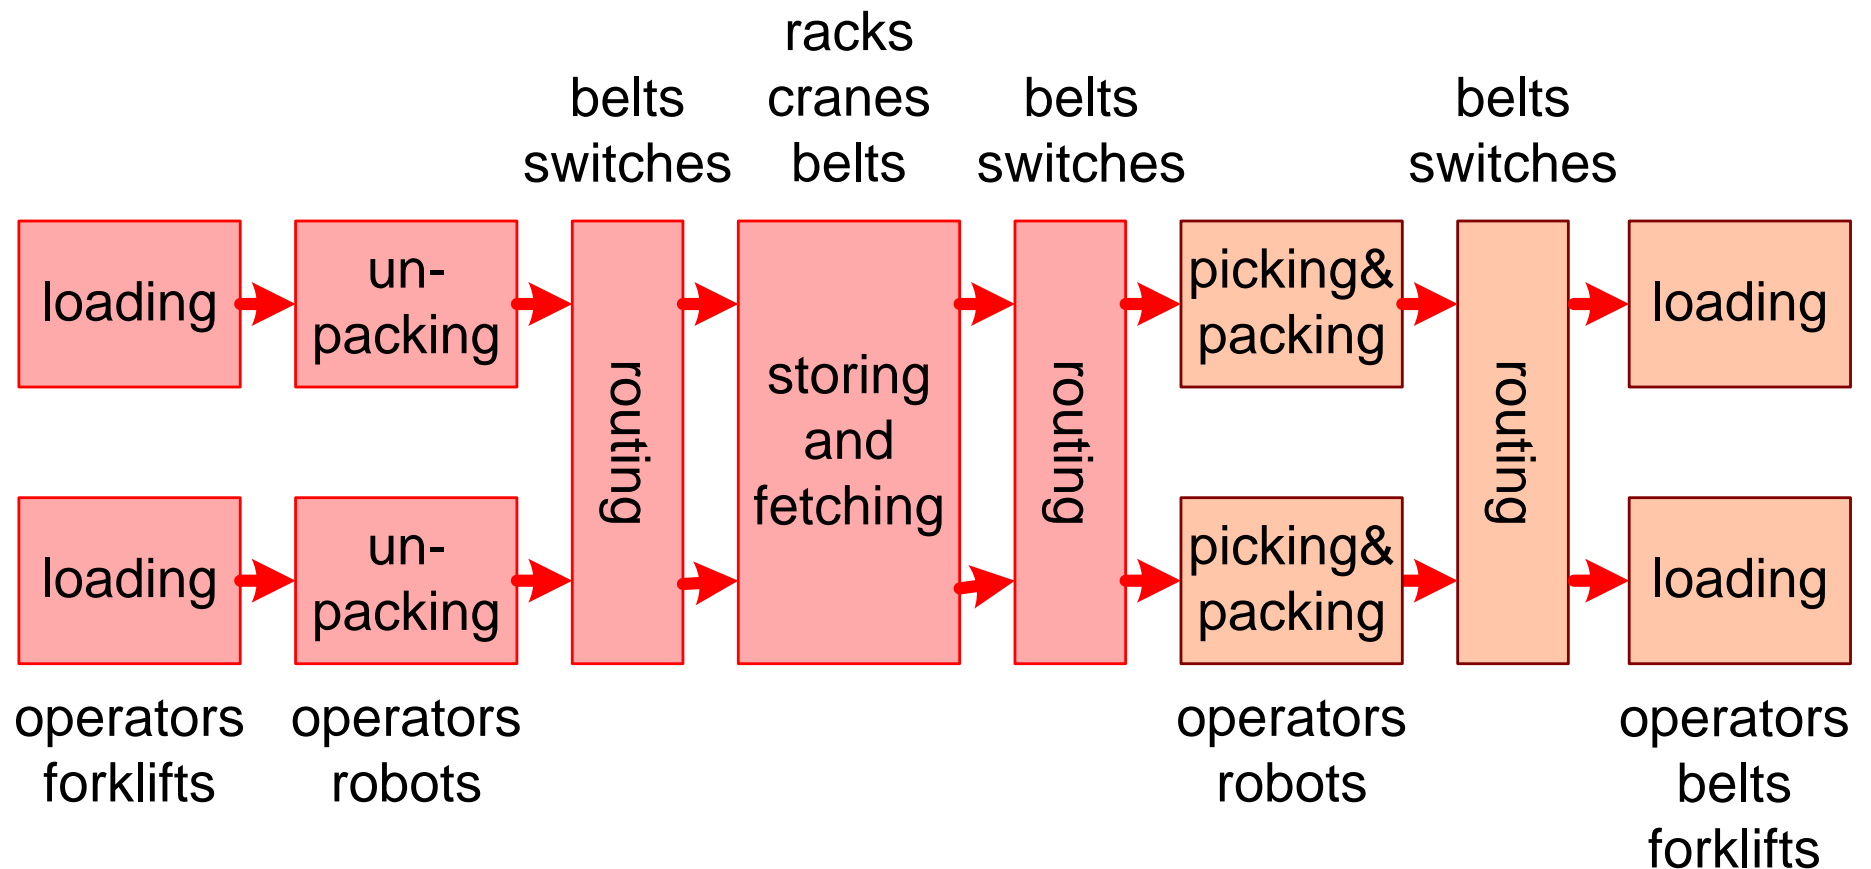 racks
cranes
belts
belts
switches
belts
switches
belts
switches
loading
un-
packing
routing
storing
and
fetching
routing
picking&
packing
routing
loading
loading
un-
packing
picking&
packing
loading
operators
forklifts
operators
robots
operators
robots
operators
belts
forklifts